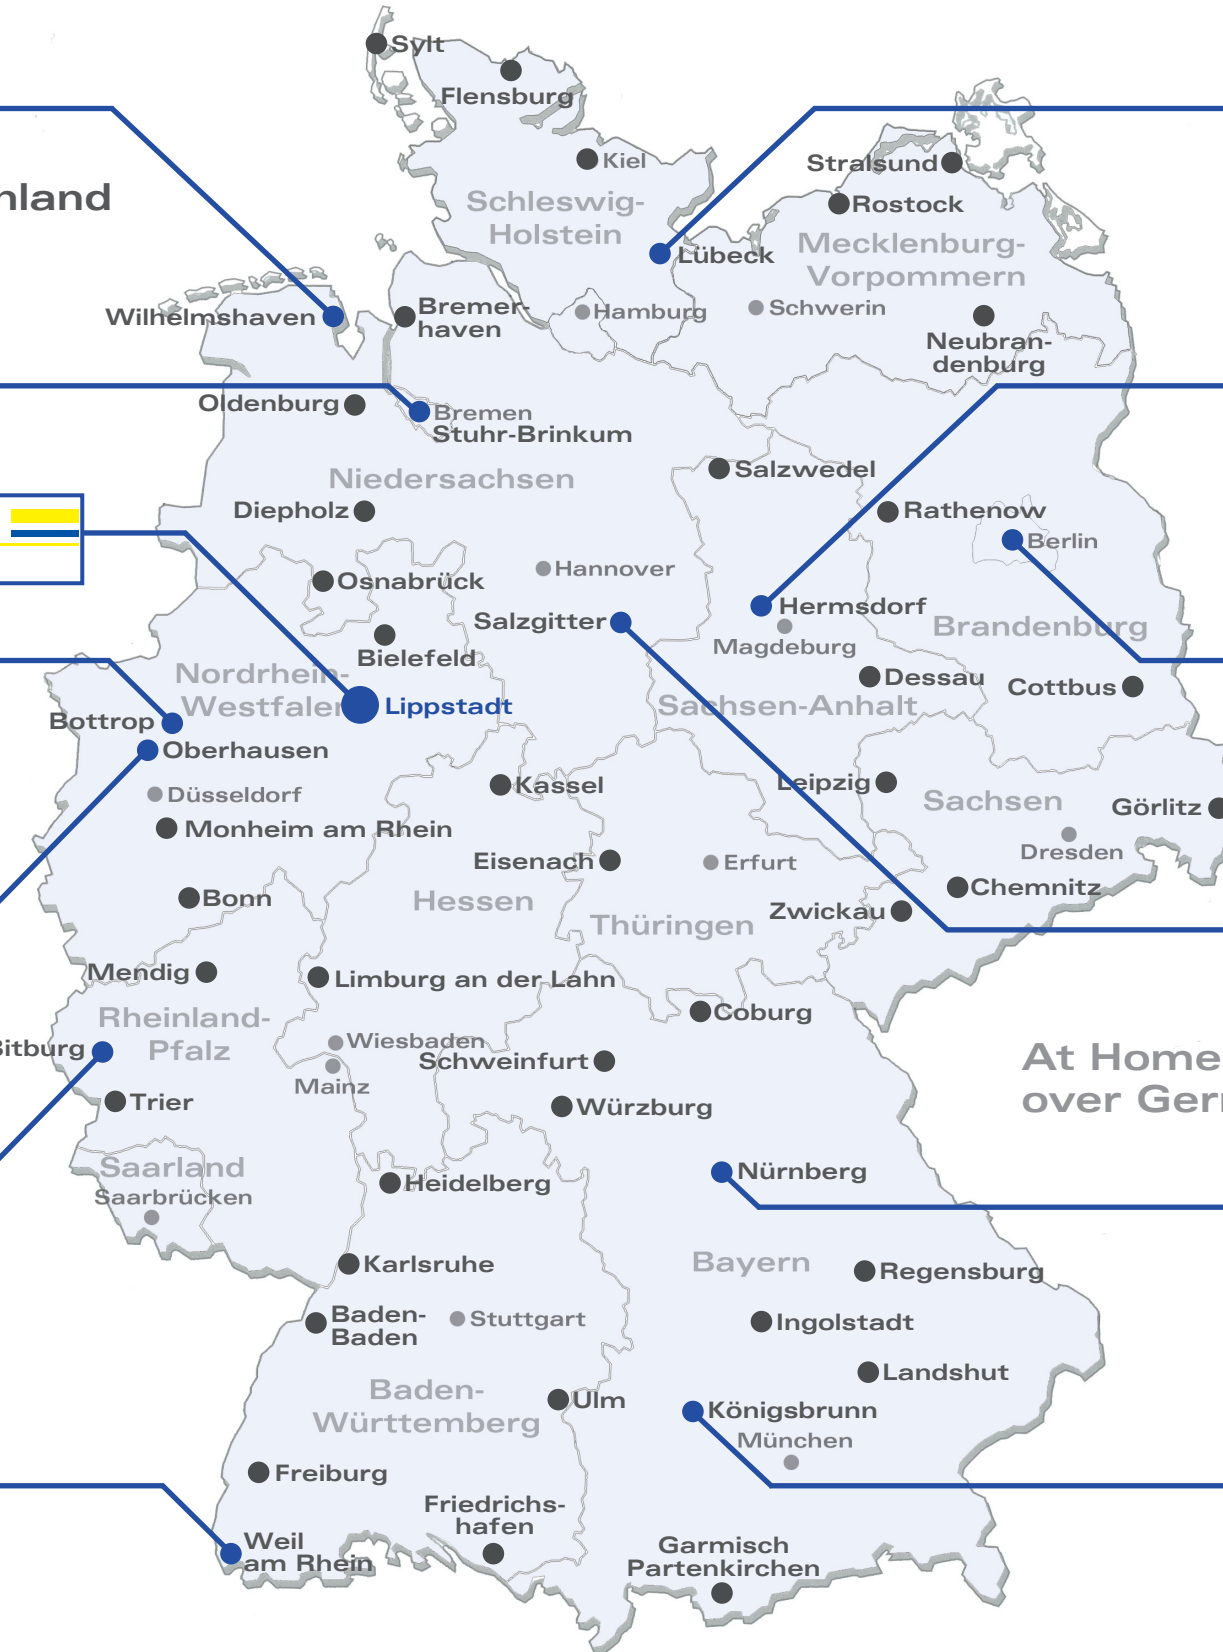 Sylt
Flensburg
Kiel
Stralsund
Rostock
Schleswig-
Holstein
Mecklenburg-
Vorpommern
Lübeck
Wilhelmshaven
Bremer-
haven
Hamburg
Schwerin
Neubran-
denburg
Oldenburg
Bremen
Stuhr-Brinkum
Niedersachsen
Salzwedel
Diepholz
Rathenow
Berlin
Osnabrück
Hannover
Salzgitter
Hermsdorf
Magdeburg
Brandenburg
Bielefeld
Nordrhein-
Westfalen
Lippstadt
Dessau
Cottbus
Sachsen-Anhalt
Bottrop
Oberhausen
Düsseldorf
Monheim am Rhein
Kassel
Leipzig
Sachsen
Görlitz
Dresden
Eisenach
Erfurt
Chemnitz
Bonn
Hessen
Thüringen
Zwickau
Mendig
Limburg an der Lahn
Coburg
Rheinland-
Pfalz
Bitburg
Wiesbaden
Mainz
Schweinfurt
At Home
over Ger
Trier
Würzburg
Saarland
Saarbrücken
Heidelberg
Nürnberg
Karlsruhe
Bayern
Regensburg
Baden-
Baden
Stuttgart
Ingolstadt
Landshut
Baden-
Württemberg
Ulm
Königsbrunn
München
Freiburg
Friedrichs-
hafen
Weil
am Rhein
Garmisch
Partenkirchen